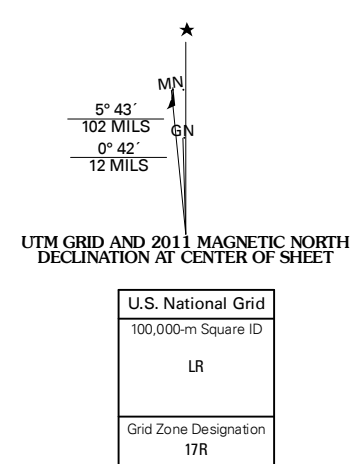 ★
MN
5° 43´
102 MILS
GN
0° 42´
12 MILS
UTM GRID AND 2011 MAGNETIC NORTH
DECLINATION AT CENTER OF SHEET
U.S. National Grid
100,000-m Square ID
LR
Grid Zone Designation
17R